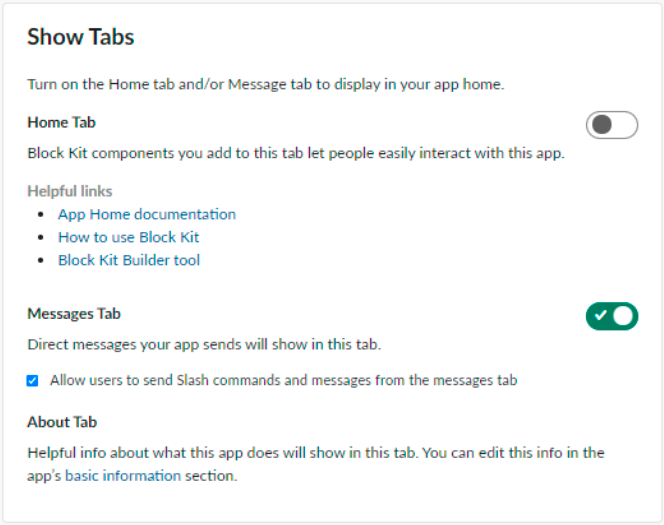 Show Tabs
Turn on the Home tab and/or Message tab to display in your app home.
Home Tab
Block Kit components you add to this tab let people easily interact with this app.
Helpful links
• App Home documentation
• How to use Block Kit
• Block Kit Builder tool
Messages Tab
Direct messages your app sends will show in this tab.
Allow users to send Slash commands and messages from the messages tab
About Tab
Helpful info about what this app does will show in this tab. You can edit this info in the
app's basic information section.